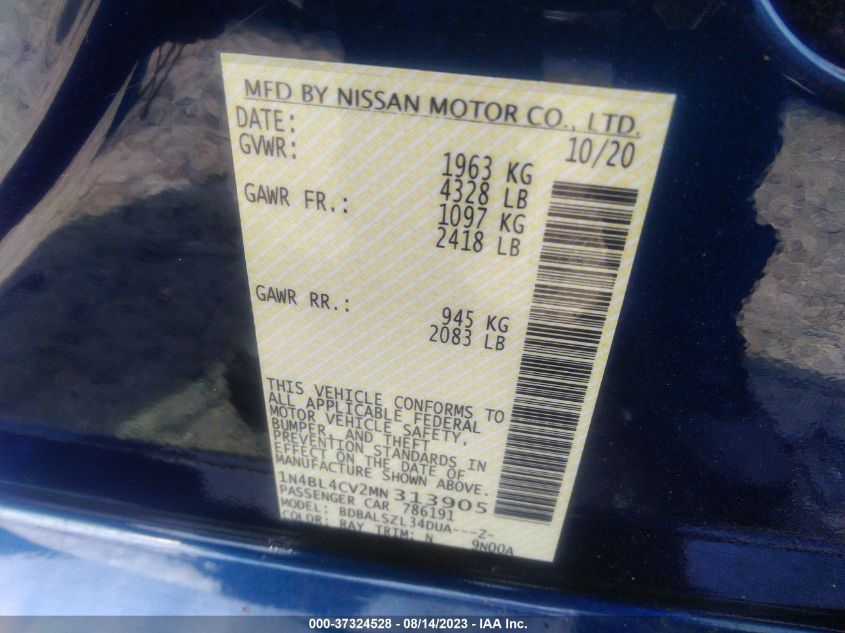 MFD BY NISSAN MOTOR CO., LTD.
DATE: 10/20
GVWR: 1963 KG
4328 LB
GAWR FR.: 1097 KG
2418 LB
GAWR RR.: 945 KG
2083 LB
THIS VEHICLE CONFORMS TO
ALL APPLICABLE FEDERAL
MOTOR VEHICLE SAFETY,
BUMPER, AND THEFT
PREVENTION STANDARDS IN
EFFECT ON THE DATE OF
MANUFACTURE SHOWN ABOVE.
1N4BL4CV2MN313905
PASSENGER CAR 786191
MODEL: BDBALSZL34DUA---Z-
COLOR: RAY TRIM: N 9N00A
000-37324528 - 08/14/2023 - IAA Inc.